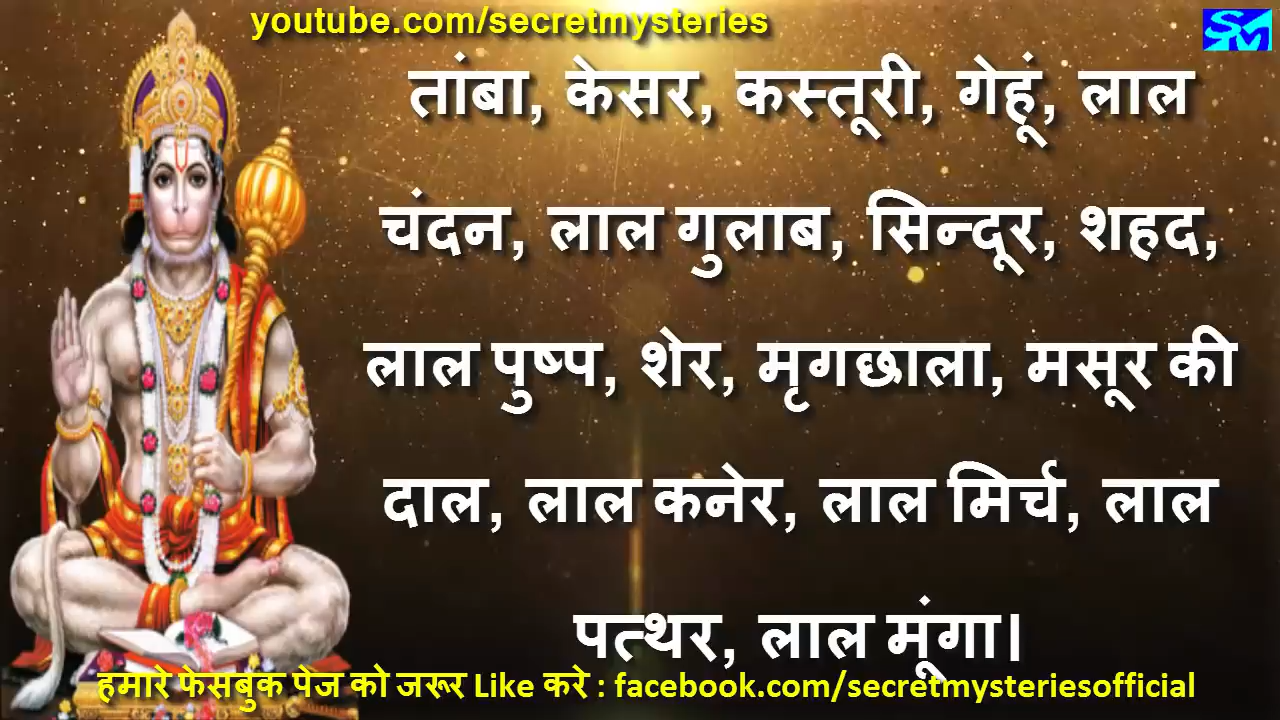 youtube.com/secretmysteries
SM
तांबा, केसर, कस्तूरी, गेहूं, लाल
चंदन, लाल गुलाब, सिन्दूर, शहद,
लाल पुष्प, शेर, मृगछाला, मसूर की
दाल, लाल कनेर, लाल मिर्च, लाल
पत्थर, लाल मूंगा।
हमारे फेसबुक पेज को जरूर Like करे : facebook.com/secretmysteriesofficial